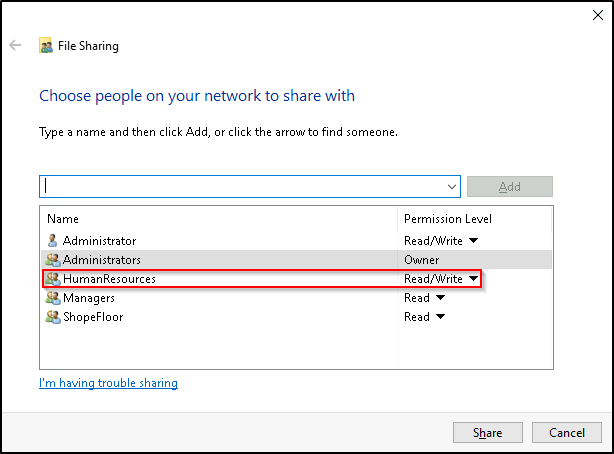 File Sharing
Choose people on your network to share with
Type a name and then click Add, or click the arrow to find someone.
Add
Name Permission Level
Administrator Read/Write
Administrators Owner
HumanResources Read/Write
Managers Read
ShopeFloor Read
I'm having trouble sharing
Share Cancel